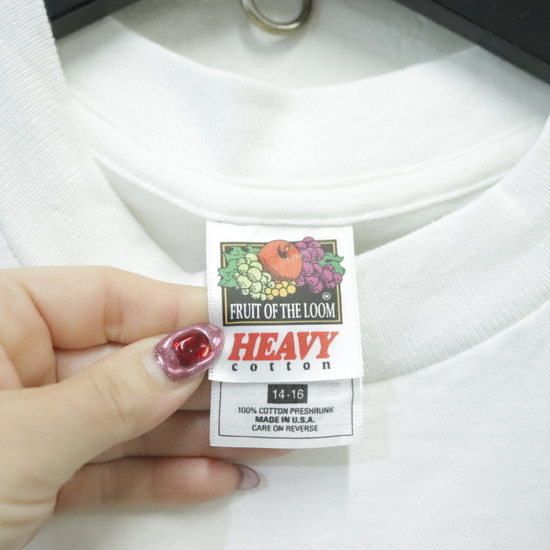 FRUIT OF THE LOOM
®
HEAVY
cotton
14-16
100% COTTON PRESHRUNK
MADE IN U.S.A.
CARE ON REVERSE